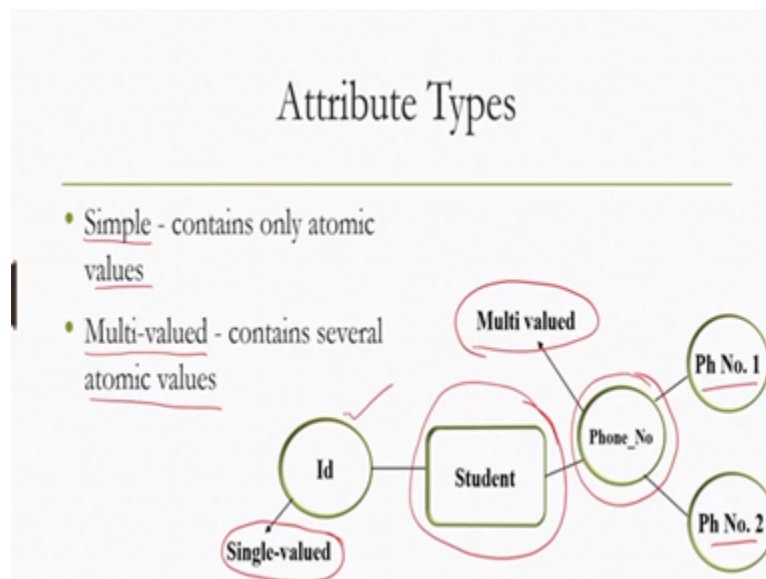 Attribute Types
• Simple - contains only atomic
values
• Multi-valued - contains several
atomic values
Multi valued
Ph No. 1
Phone_No
Id
Student
Ph No. 2
Single-valued